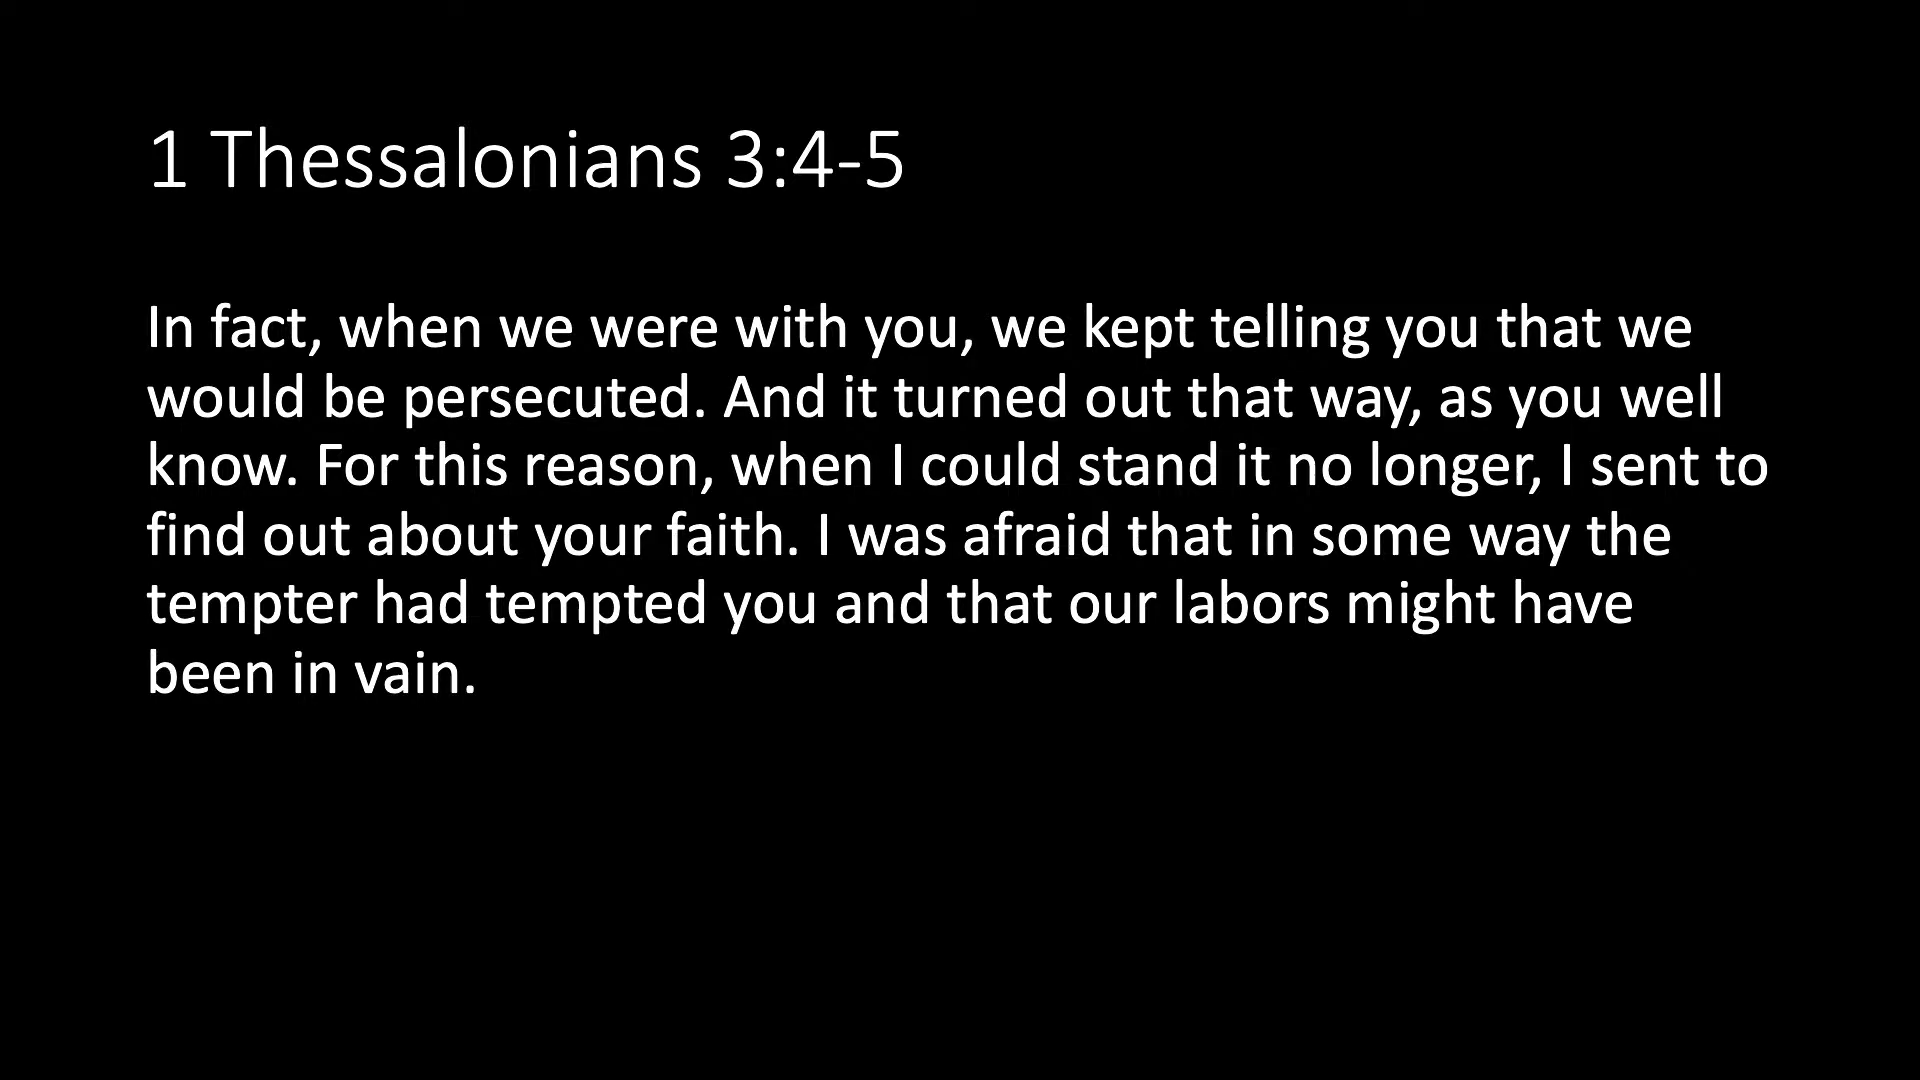 1 Thessalonians 3:4-5
In fact, when we were with you, we kept telling you that we
would be persecuted. And it turned out that way, as you well
know. For this reason, when I could stand it no longer, I sent to
find out about your faith. I was afraid that in some way the
tempter had tempted you and that our labors might have
been in vain.